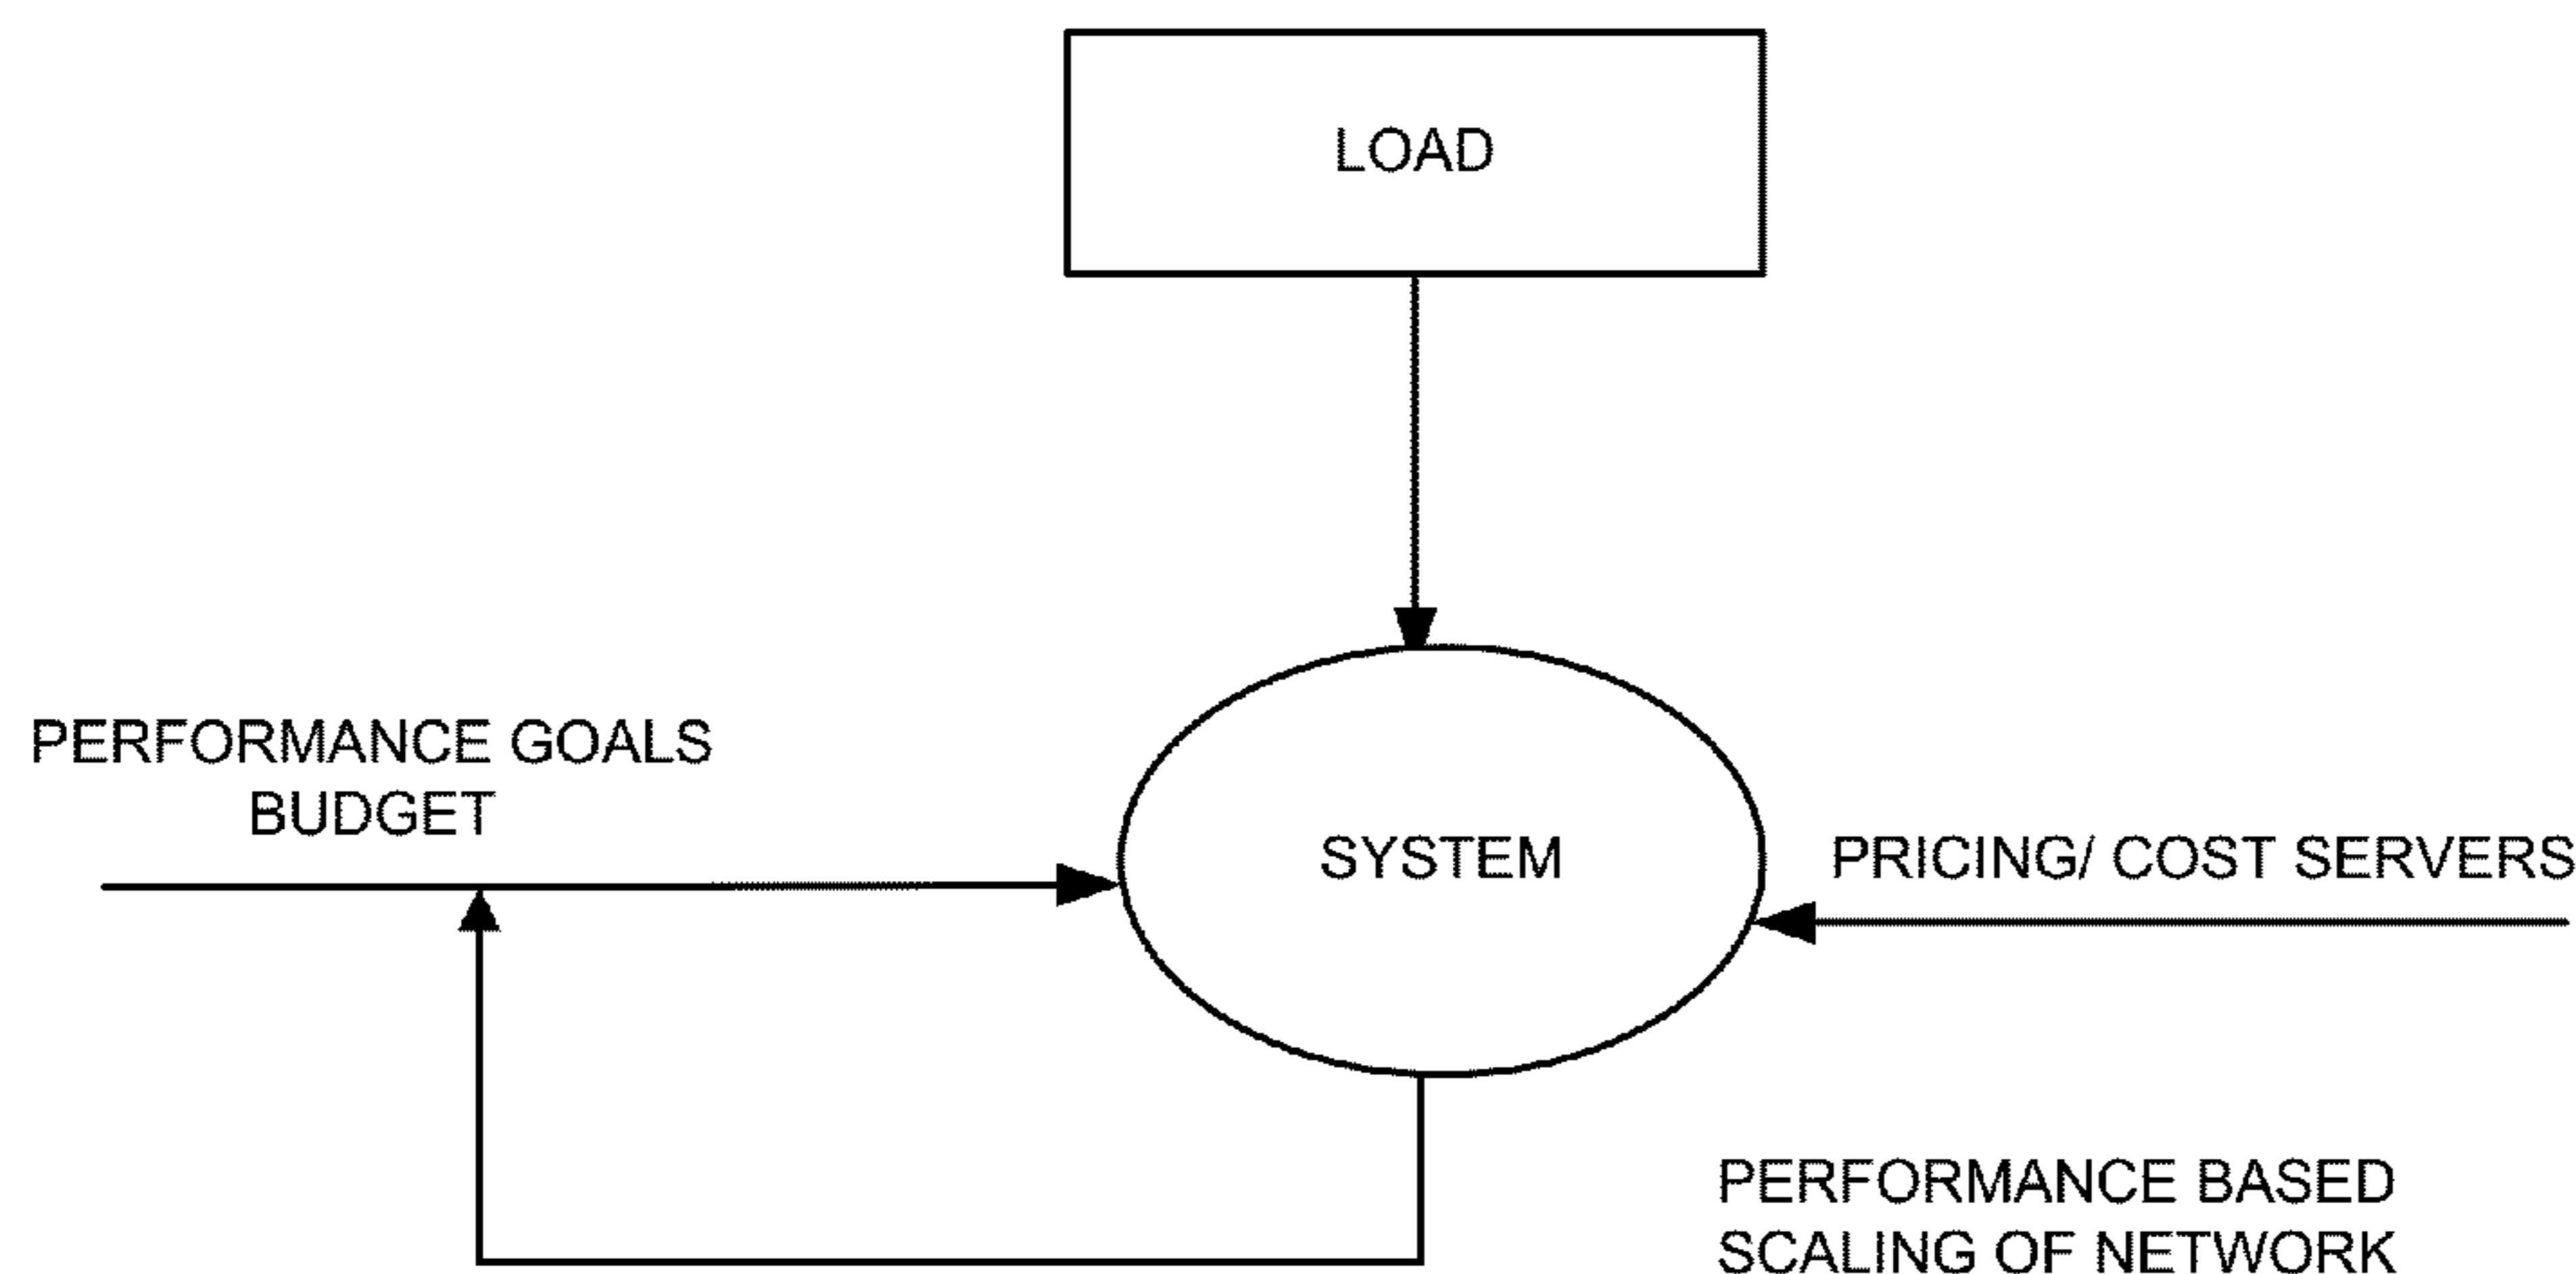 LOAD
PERFORMANCE GOALS
BUDGET
SYSTEM
PRICING/ COST SERVERS
PERFORMANCE BASED
SCALING OF NETWORK